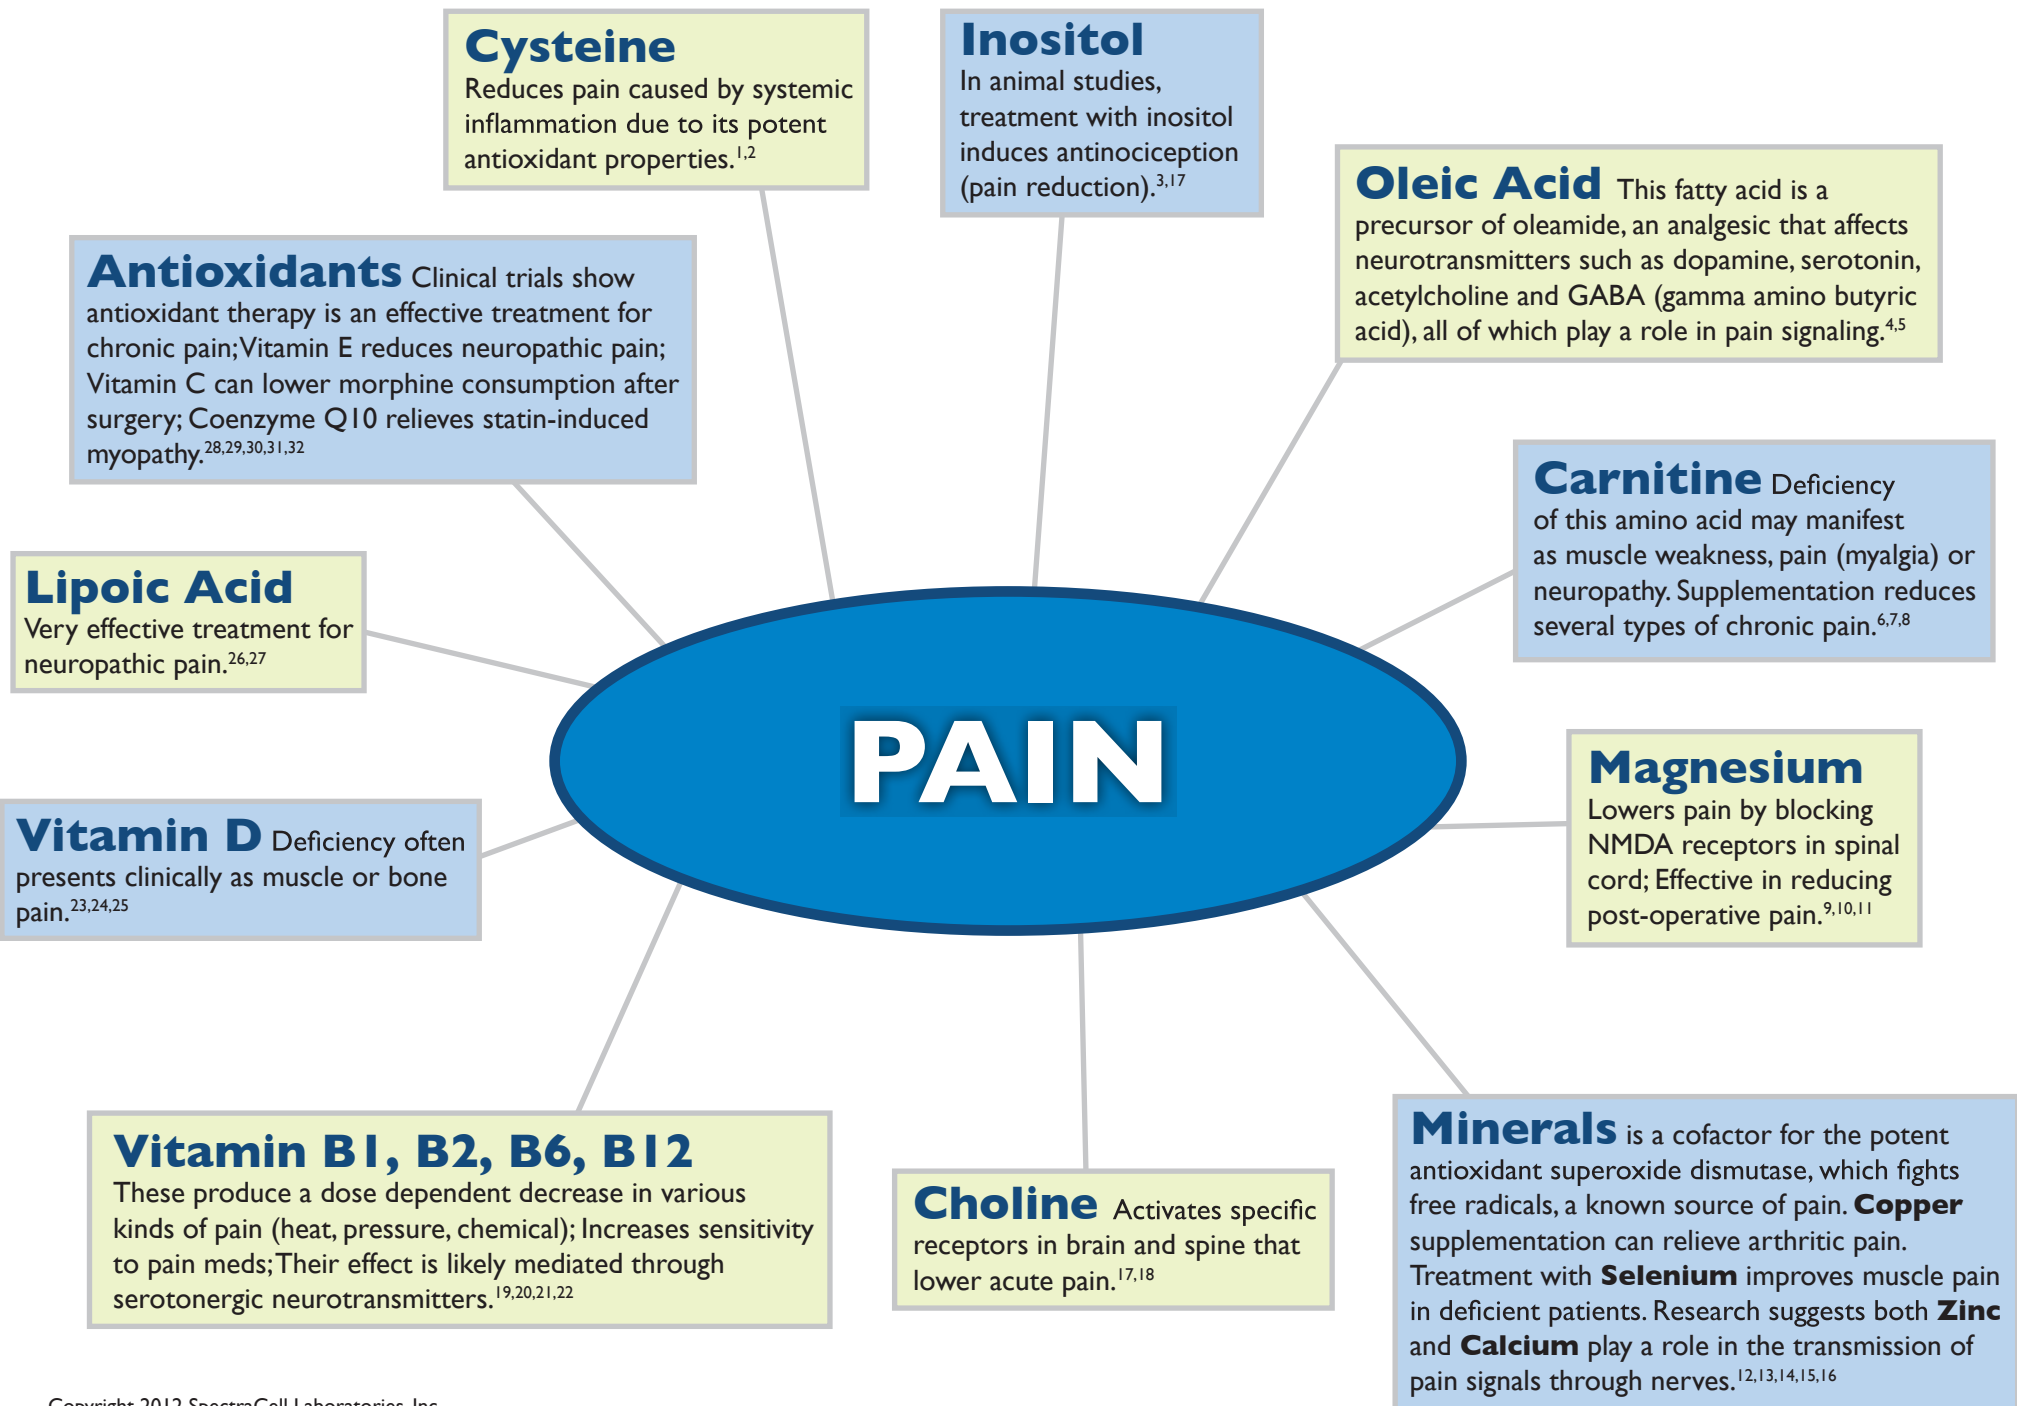 Cysteine
Reduces pain caused by systemic
inflammation due to its potent
antioxidant properties.1,2
Inositol
In animal studies,
treatment with inositol
induces antinociception
(pain reduction).3,17
Oleic Acid This fatty acid is a
precursor of oleamide, an analgesic that affects
neurotransmitters such as dopamine, serotonin,
acetylcholine and GABA (gamma amino butyric
acid), all of which play a role in pain signaling.4,5
Antioxidants Clinical trials show
antioxidant therapy is an effective treatment for
chronic pain;Vitamin E reduces neuropathic pain;
Vitamin C can lower morphine consumption after
surgery; Coenzyme Q10 relieves statin-induced
myopathy.28,29,30,31,32
Carnitine Deficiency
of this amino acid may manifest
as muscle weakness, pain (myalgia) or
neuropathy. Supplementation reduces
several types of chronic pain.6,7,8
Lipoic Acid
Very effective treatment for
neuropathic pain.26,27
PAIN
Magnesium
Lowers pain by blocking
NMDA receptors in spinal
cord; Effective in reducing
post-operative pain.9,10,11
Vitamin D Deficiency often
presents clinically as muscle or bone
pain.23,24,25
Vitamin B1, B2, B6, B12
These produce a dose dependent decrease in various
kinds of pain (heat, pressure, chemical); Increases sensitivity
to pain meds;Their effect is likely mediated through
serotonergic neurotransmitters.19,20,21,22
Choline Activates specific
receptors in brain and spine that
lower acute pain.17,18
Minerals is a cofactor for the potent
antioxidant superoxide dismutase, which fights
free radicals, a known source of pain. Copper
supplementation can relieve arthritic pain.
Treatment with Selenium improves muscle pain
in deficient patients. Research suggests both Zinc
and Calcium play a role in the transmission of
pain signals through nerves.12,13,14,15,16
Copyright 2012 SpectraCell Laboratories, Inc.